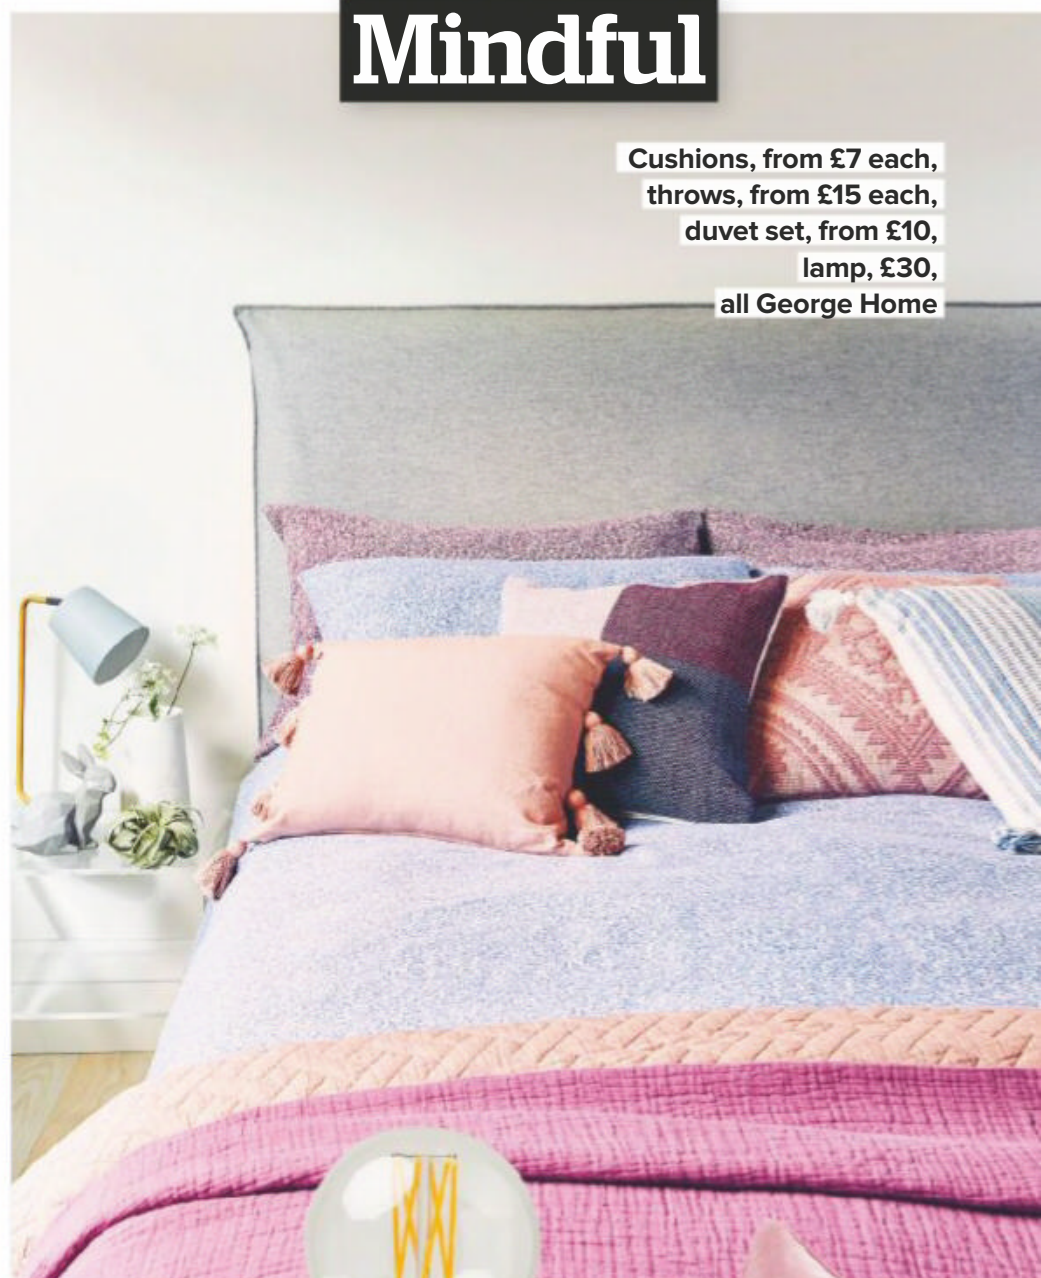 Mindful
Cushions, from £7 each,
throws, from £15 each,
duvet set, from £10,
lamp, £30,
all George Home